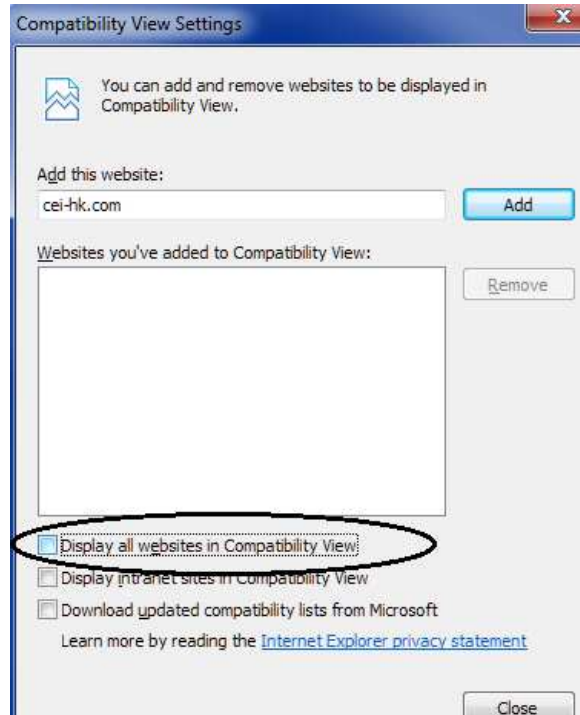 Compatibility View Settings
You can add and remove websites to be displayed in
Compatibility View.
Add this website:
cei-hk.com
Add
Websites you've added to Compatibility View:
Remove
Display all websites in Compatibility View
Display intranet sites in Compatibility View
Download updated compatibility lists from Microsoft
Learn more by reading the Internet Explorer privacy statement
Close